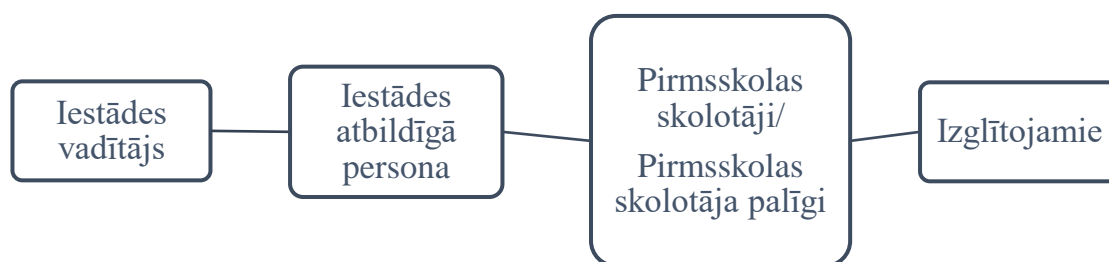 Iestādes
vadītājs
Iestādes
atbildīgā
persona
Pirmsskolas
skolotāji/
Pirmsskolas
skolotāja palīgi
Izglītojamie